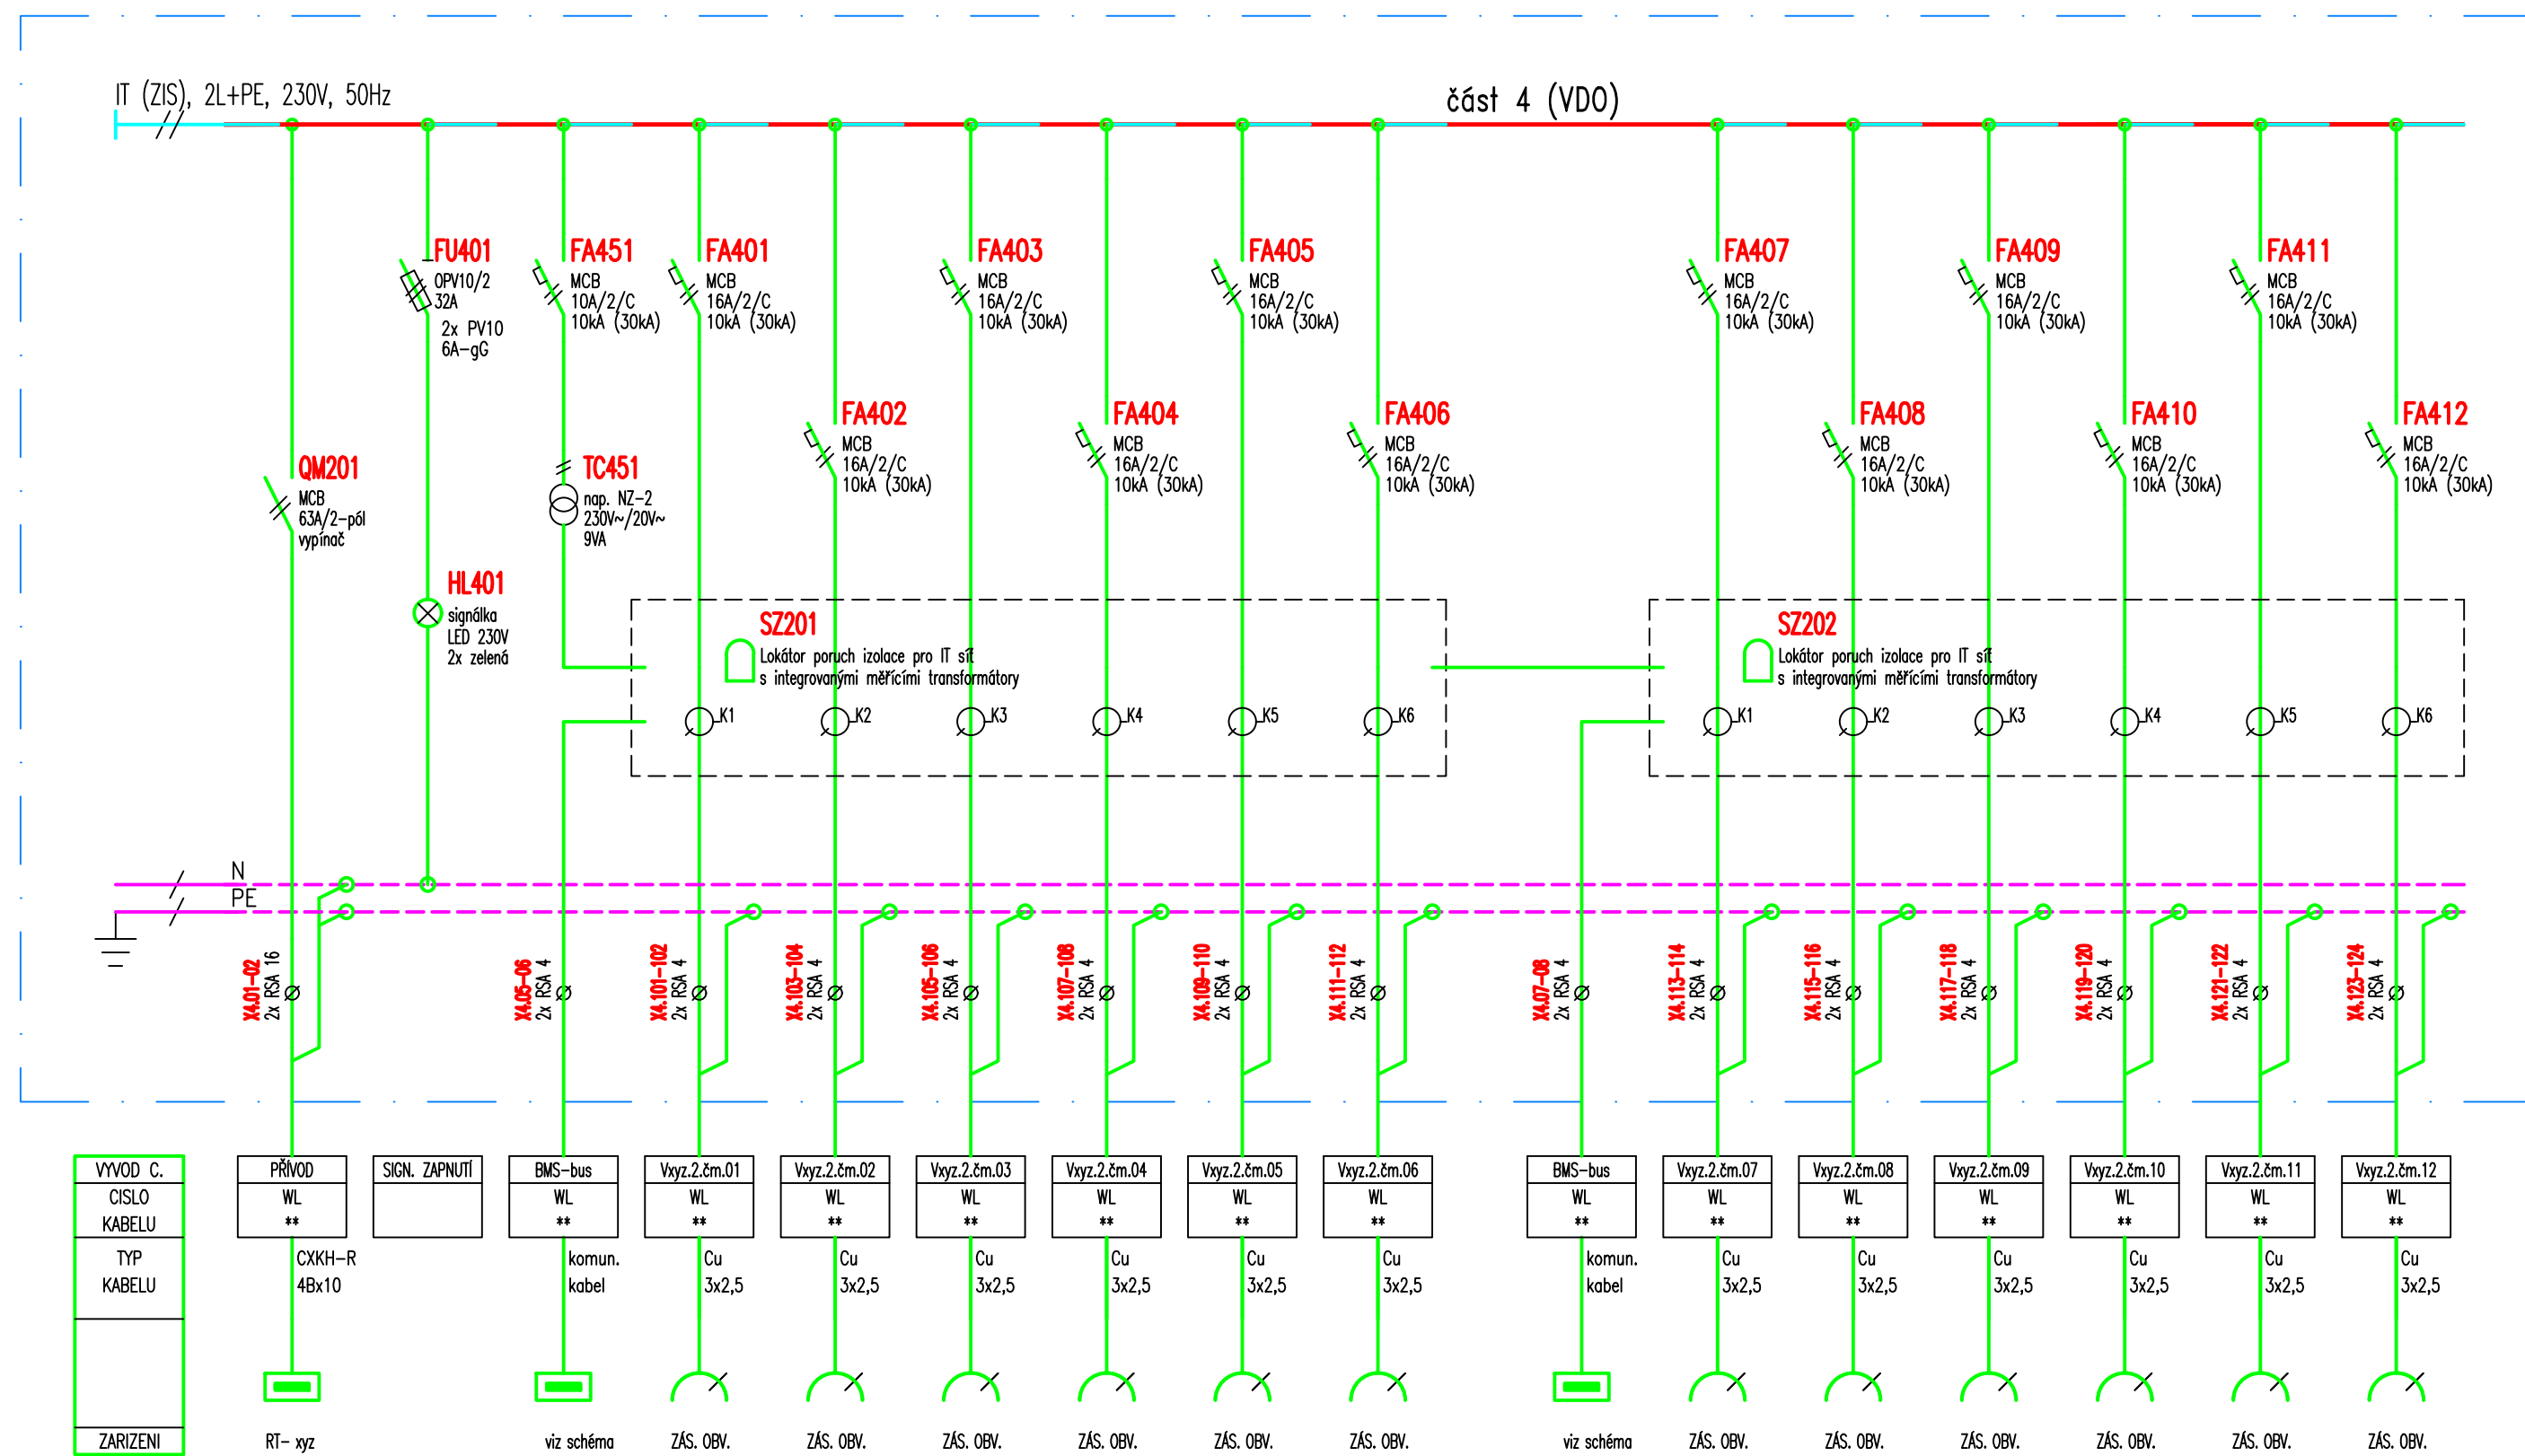 IT (ZIS), 2L+PE, 230V, 50Hz
část 4 (VDO)
FU401
OPV10/2
32A
2x PV10
6A-gG
FA451
MCB
10A/2/C
10kA (30kA)
FA401
MCB
16A/2/C
10kA (30kA)
FA403
MCB
16A/2/C
10kA (30kA)
FA405
MCB
16A/2/C
10kA (30kA)
FA407
MCB
16A/2/C
10kA (30kA)
FA409
MCB
16A/2/C
10kA (30kA)
FA411
MCB
16A/2/C
10kA (30kA)
FA402
MCB
16A/2/C
10kA (30kA)
FA404
MCB
16A/2/C
10kA (30kA)
FA406
MCB
16A/2/C
10kA (30kA)
FA408
MCB
16A/2/C
10kA (30kA)
FA410
MCB
16A/2/C
10kA (30kA)
FA412
MCB
16A/2/C
10kA (30kA)
QM201
MCB
63A/2-pól
vypínač
TC451
nap. NZ-2
230V~/20V~
9VA
HL401
signálka
LED 230V
2x zelená
SZ201
Lokátor poruch izolace pro IT síť
s integrovanými měřícími transformátory
K1 K2 K3 K4 K5 K6
SZ202
Lokátor poruch izolace pro IT síť
s integrovanými měřícími transformátory
K1 K2 K3 K4 K5 K6
N
PE
X4.01-02
2x RSA 16
X4.05-06
2x RSA 4
X4.101-102
2x RSA 4
X4.103-104
2x RSA 4
X4.105-106
2x RSA 4
X4.107-108
2x RSA 4
X4.109-110
2x RSA 4
X4.111-112
2x RSA 4
X4.07-08
2x RSA 4
X4.113-114
2x RSA 4
X4.115-116
2x RSA 4
X4.117-118
2x RSA 4
X4.119-120
2x RSA 4
X4.121-122
2x RSA 4
X4.123-124
2x RSA 4
VYVOD C. PŘÍVOD SIGN. ZAPNUTÍ BMS-bus Vxyz.2.čm.01 Vxyz.2.čm.02 Vxyz.2.čm.03 Vxyz.2.čm.04 Vxyz.2.čm.05 Vxyz.2.čm.06 BMS-bus Vxyz.2.čm.07 Vxyz.2.čm.08 Vxyz.2.čm.09 Vxyz.2.čm.10 Vxyz.2.čm.11 Vxyz.2.čm.12
CISLO WL WL WL WL WL WL WL WL WL WL WL WL WL WL WL
KABELU ** ** ** ** ** ** ** ** ** ** ** ** ** ** **
TYP CXKH-R komun. Cu Cu Cu Cu Cu Cu komun. Cu Cu Cu Cu Cu Cu
KABELU 4Bx10 kabel 3x2,5 3x2,5 3x2,5 3x2,5 3x2,5 3x2,5 kabel 3x2,5 3x2,5 3x2,5 3x2,5 3x2,5 3x2,5
ZARIZENI RT- xyz viz schéma ZÁS. OBV. ZÁS. OBV. ZÁS. OBV. ZÁS. OBV. ZÁS. OBV. ZÁS. OBV. viz schéma ZÁS. OBV. ZÁS. OBV. ZÁS. OBV. ZÁS. OBV. ZÁS. OBV. ZÁS. OBV.